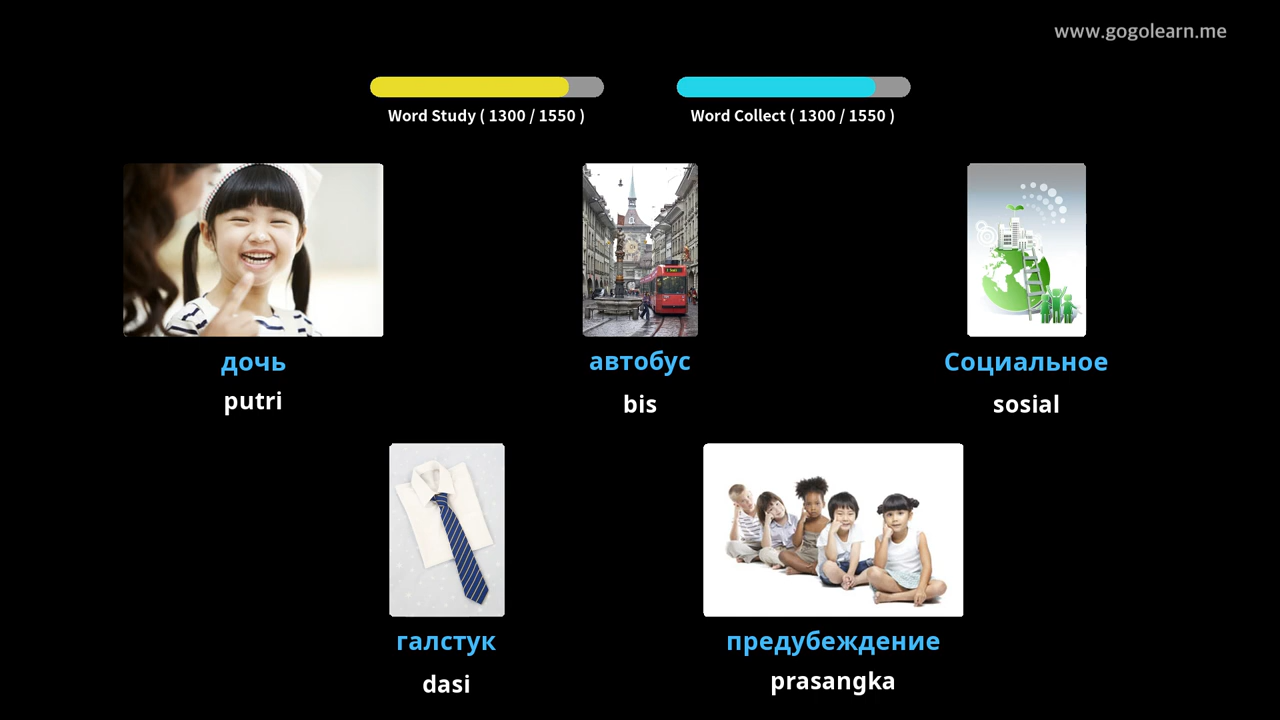 www.gogolearn.me
Word Study ( 1300 / 1550 )
Word Collect ( 1300 / 1550 )
дочь
putri
автобус
bis
Социальное
sosial
галстук
dasi
предубеждение
prasangka